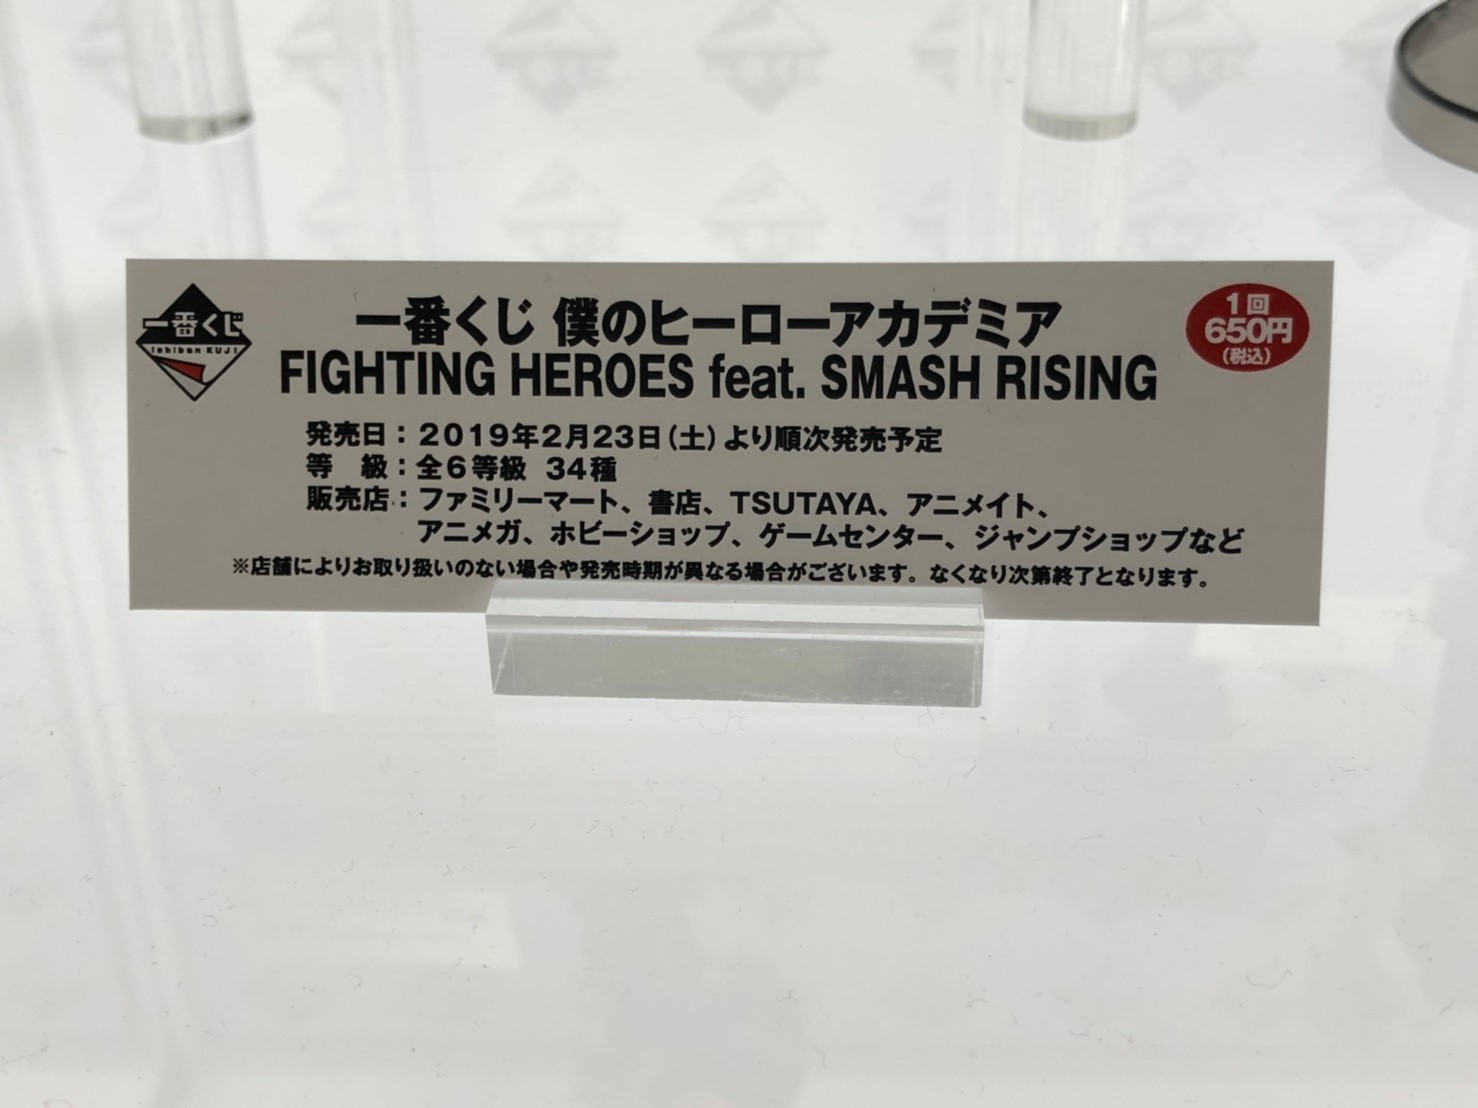 一番くじ
Ichiban KUJI
一番くじ 僕のヒーローアカデミア
FIGHTING HEROES feat. SMASH RISING
1回
650円
(税込)
発売日：2019年2月23日(土)より順次発売予定
等　級：全6等級 34種
販売店：ファミリーマート、書店、TSUTAYA、アニメイト、
アニメガ、ホビーショップ、ゲームセンター、ジャンプショップなど
※店舗によりお取り扱いのない場合や発売時期が異なる場合がございます。なくなり次第終了となります。